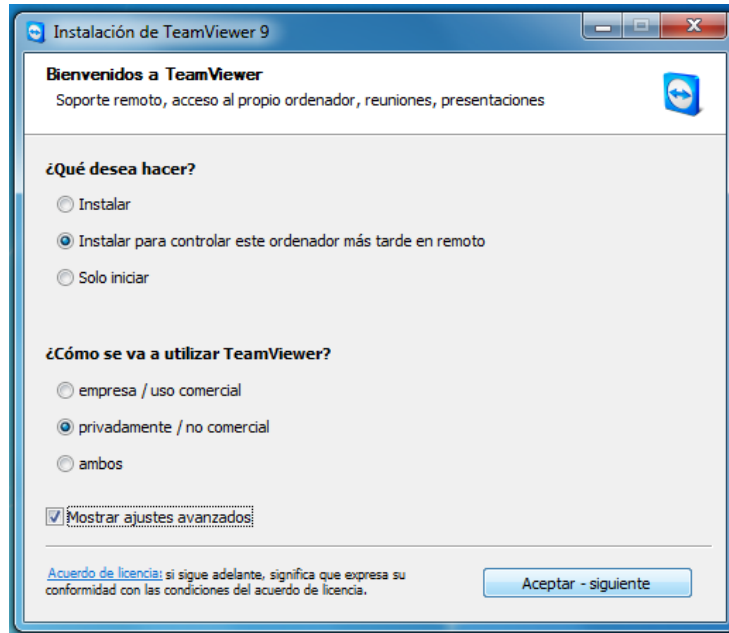 Instalación de TeamViewer 9
Bienvenidos a TeamViewer
Soporte remoto, acceso al propio ordenador, reuniones, presentaciones
¿Qué desea hacer?
Instalar
Instalar para controlar este ordenador más tarde en remoto
Solo iniciar
¿Cómo se va a utilizar TeamViewer?
empresa / uso comercial
privadamente / no comercial
ambos
Mostrar ajustes avanzados
Acuerdo de licencia: si sigue adelante, significa que expresa su
conformidad con las condiciones del acuerdo de licencia.
Aceptar - siguiente